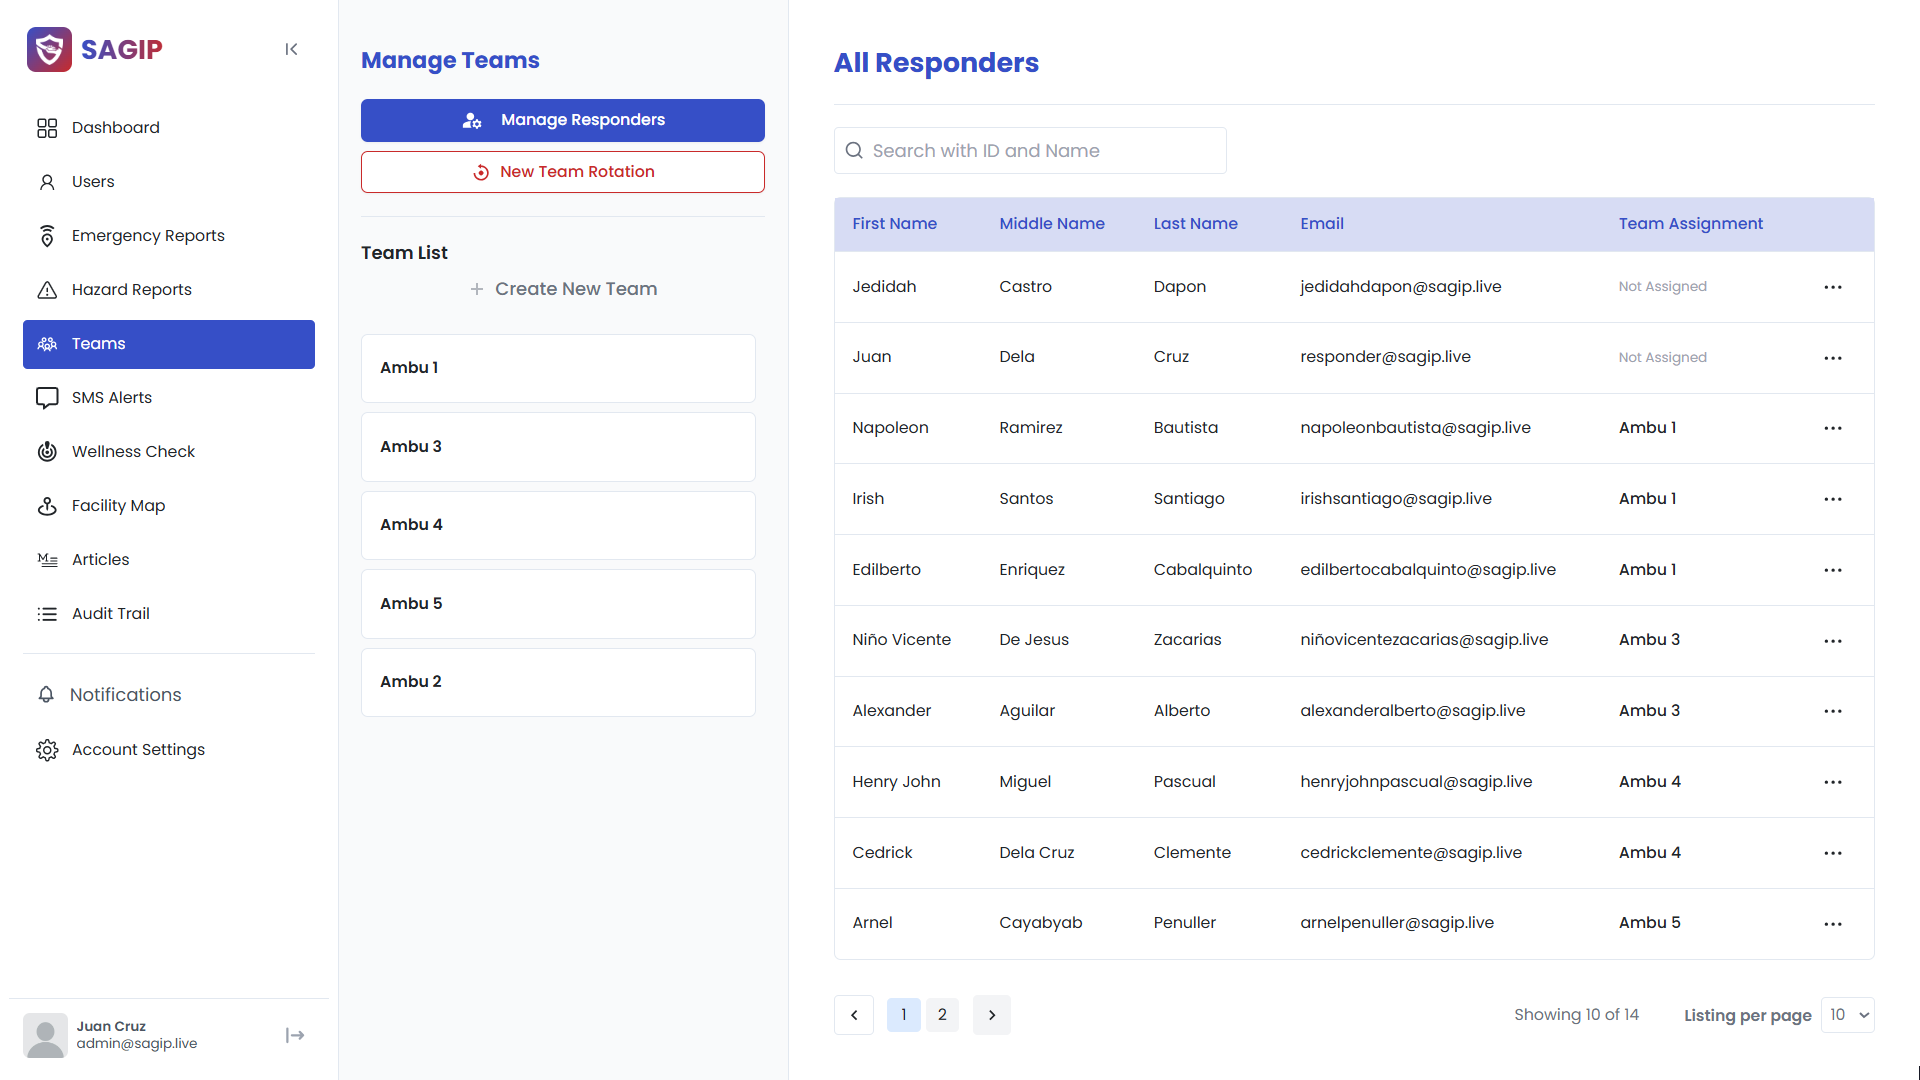 SAGIP
Dashboard
Users
Emergency Reports
Hazard Reports
Teams
SMS Alerts
Wellness Check
Facility Map
Articles
Audit Trail
Notifications
Account Settings
Juan Cruz
admin@sagip.live
Manage Teams
Manage Responders
New Team Rotation
Team List
+ Create New Team
Ambu 1
Ambu 3
Ambu 4
Ambu 5
Ambu 2
All Responders
Search with ID and Name
First Name Middle Name Last Name Email Team Assignment
Jedidah Castro Dapon jedidahdapon@sagip.live Not Assigned
Juan Dela Cruz responder@sagip.live Not Assigned
Napoleon Ramirez Bautista napoleonbautista@sagip.live Ambu 1
Irish Santos Santiago irishsantiago@sagip.live Ambu 1
Edilberto Enriquez Cabalquinto edilbertocabalquinto@sagip.live Ambu 1
Niño Vicente De Jesus Zacarias niñovicentezacarias@sagip.live Ambu 3
Alexander Aguilar Alberto alexanderalberto@sagip.live Ambu 3
Henry John Miguel Pascual henryjohnpascual@sagip.live Ambu 4
Cedrick Dela Cruz Clemente cedrickclemente@sagip.live Ambu 4
Arnel Cayabyab Penuller arnelpenuller@sagip.live Ambu 5
1 2
Showing 10 of 14 Listing per page 10